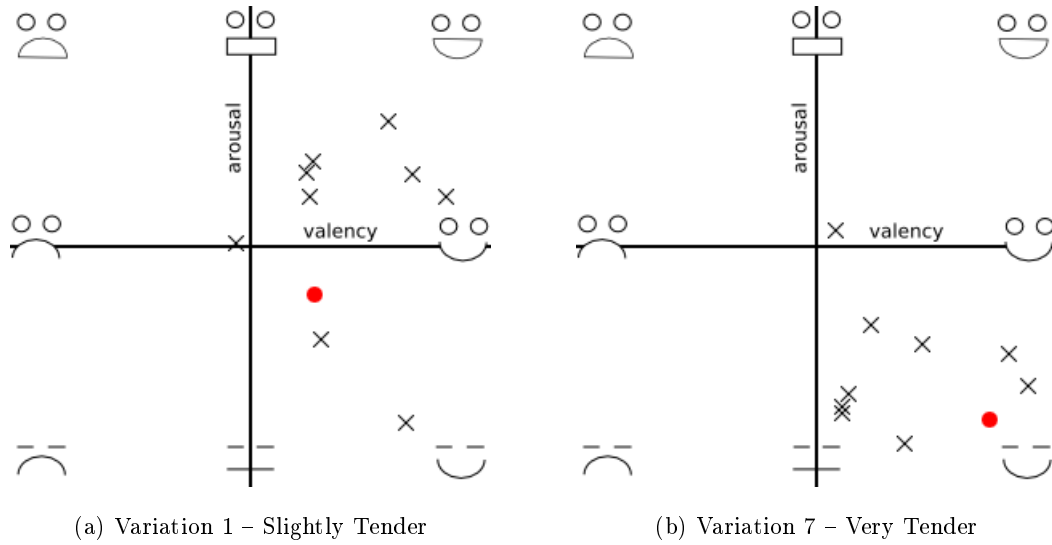 arousal
valency
arousal
valency
(a) Variation 1 – Slightly Tender
(b) Variation 7 – Very Tender